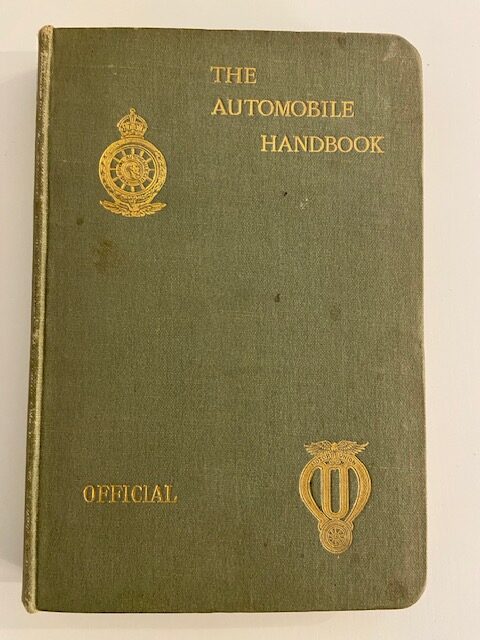 THE
AUTOMOBILE
HANDBOOK
OFFICIAL
U